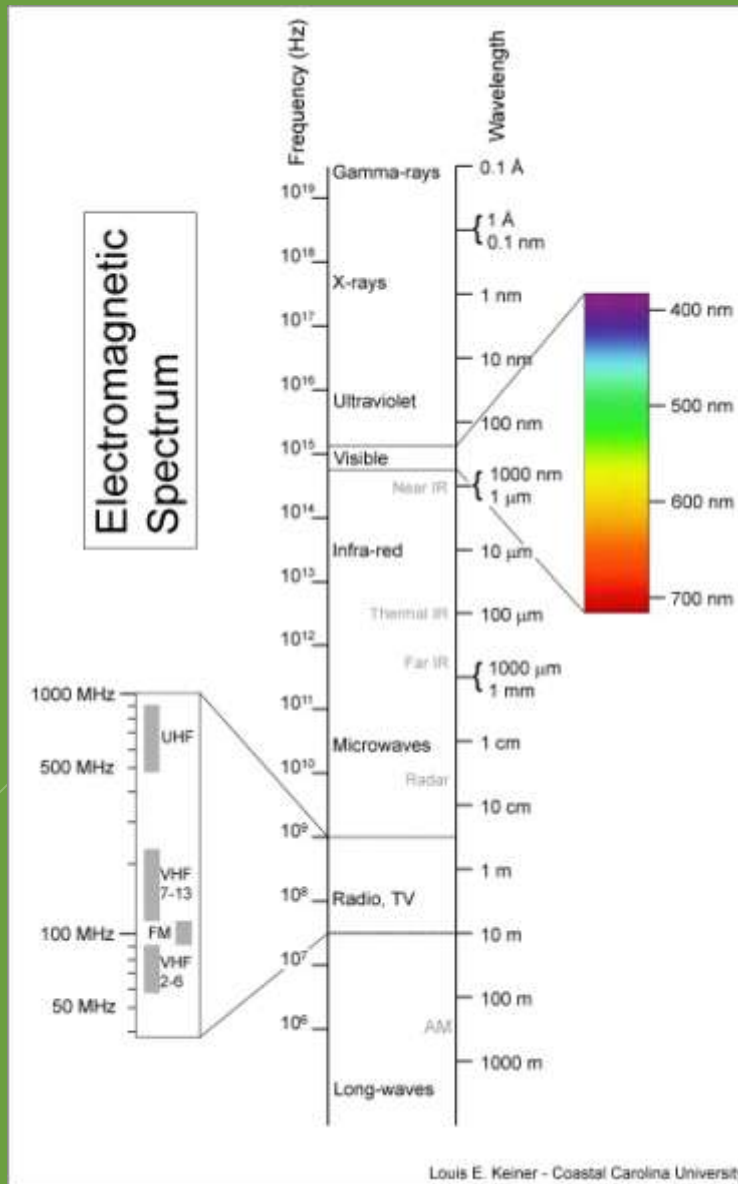 Electromagnetic
Spectrum
Frequency (Hz)
Wavelength
10¹⁹
10¹⁸
10¹⁷
10¹⁶
10¹⁵
10¹⁴
10¹³
10¹²
10¹¹
10¹⁰
10⁹
10⁸
10⁷
10⁶
Gamma-rays
X-rays
Ultraviolet
Visible
Near IR
Infra-red
Thermal IR
Far IR
Microwaves
Radar
Radio, TV
AM
Long-waves
0.1 Å
1 Å
0.1 nm
1 nm
10 nm
100 nm
1000 nm
1 µm
10 µm
100 µm
1000 µm
1 mm
1 cm
10 cm
1 m
10 m
100 m
1000 m
400 nm
500 nm
600 nm
700 nm
1000 MHz
500 MHz
100 MHz
50 MHz
UHF
VHF
7-13
FM
VHF
2-6
Louis E. Keiner - Coastal Carolina University